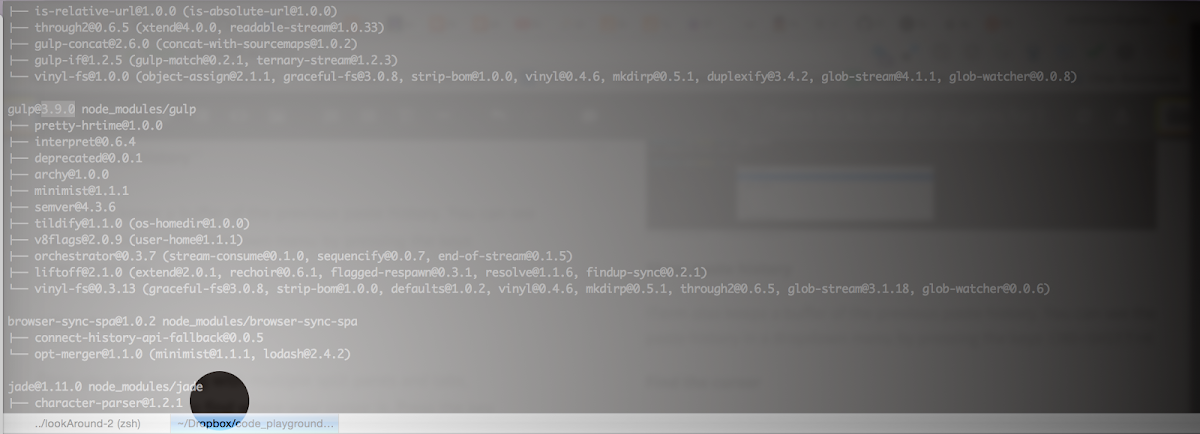 ├── is-relative-url@1.0.0 (is-absolute-url@1.0.0)
├── through2@0.6.5 (xtend@4.0.0, readable-stream@1.0.33)
├── gulp-concat@2.6.0 (concat-with-sourcemaps@1.0.2)
├── gulp-if@1.2.5 (gulp-match@0.2.1, ternary-stream@1.2.3)
└── vinyl-fs@1.0.0 (object-assign@2.1.1, graceful-fs@3.0.8, strip-bom@1.0.0, vinyl@0.4.6, mkdirp@0.5.1, duplexify@3.4.2, glob-stream@4.1.1, glob-watcher@0.0.8)
gulp@3.9.0 node_modules/gulp
├── pretty-hrtime@1.0.0
├── interpret@0.6.4
├── deprecated@0.0.1
├── archy@1.0.0
├── minimist@1.1.1
├── semver@4.3.6
├── tildify@1.1.0 (os-homedir@1.0.0)
├── v8flags@2.0.9 (user-home@1.1.1)
├── orchestrator@0.3.7 (stream-consume@0.1.0, sequencify@0.0.7, end-of-stream@0.1.5)
├── liftoff@2.1.0 (extend@2.0.1, rechoir@0.6.1, flagged-respawn@0.3.1, resolve@1.1.6, findup-sync@0.2.1)
└── vinyl-fs@0.3.13 (graceful-fs@3.0.8, strip-bom@1.0.0, defaults@1.0.2, vinyl@0.4.6, mkdirp@0.5.1, through2@0.6.5, glob-stream@3.1.18, glob-watcher@0.0.6)
browser-sync-spa@1.0.2 node_modules/browser-sync-spa
├── connect-history-api-fallback@0.0.5
└── opt-merger@1.1.0 (minimist@1.1.1, lodash@2.4.2)
jade@1.11.0 node_modules/jade
├── character-parser@1.2.1
../lookAround-2 (zsh) ~/Dropbox/code_playground...